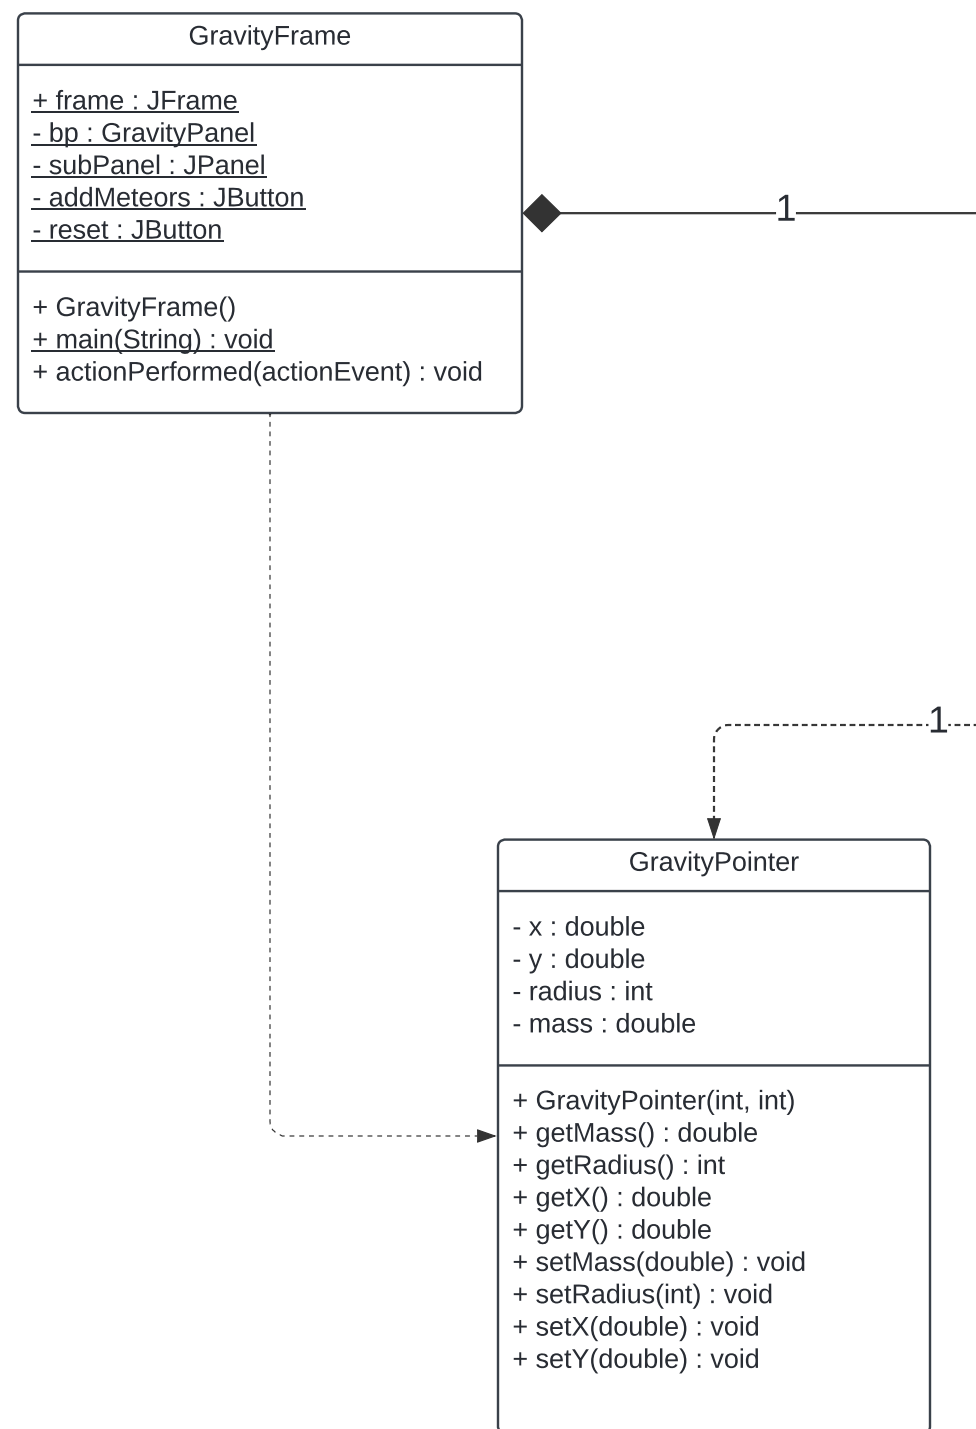 GravityFrame
+ frame : JFrame
- bp : GravityPanel
- subPanel : JPanel
- addMeteors : JButton
- reset : JButton
+ GravityFrame()
+ main(String) : void
+ actionPerformed(actionEvent) : void
1
1
GravityPointer
- x : double
- y : double
- radius : int
- mass : double
+ GravityPointer(int, int)
+ getMass() : double
+ getRadius() : int
+ getX() : double
+ getY() : double
+ setMass(double) : void
+ setRadius(int) : void
+ setX(double) : void
+ setY(double) : void